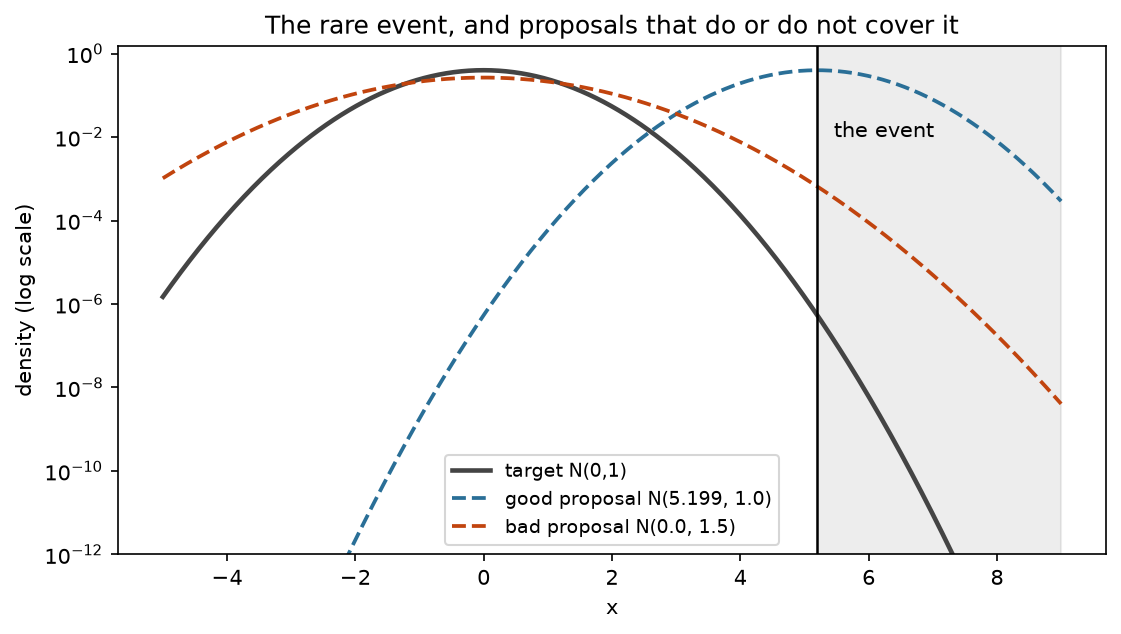 The rare event, and proposals that do or do not cover it
density (log scale)
10⁰
10⁻²
10⁻⁴
10⁻⁶
10⁻⁸
10⁻¹⁰
10⁻¹²
the event
target N(0,1)
good proposal N(5.199, 1.0)
bad proposal N(0.0, 1.5)
−4 −2 0 2 4 6 8
x